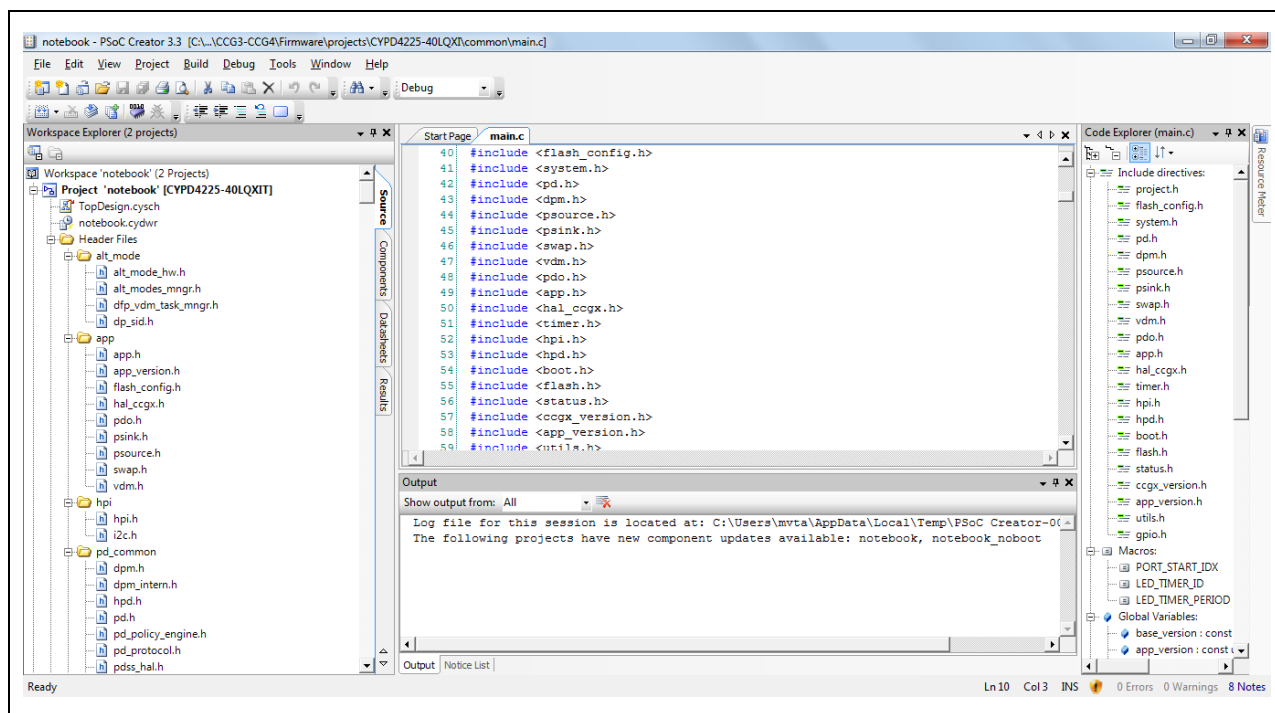 notebook - PSoC Creator 3.3 [C:\...\CCG3-CCG4\Firmware\projects\CYPD4225-40LQXI\common\main.c]
File Edit View Project Build Debug Tools Window Help
Debug
Workspace Explorer (2 projects)
Workspace 'notebook' (2 Projects)
Project 'notebook' [CYPD4225-40LQXIT]
TopDesign.cysch
notebook.cydwr
Header Files
alt_mode
alt_mode_hw.h
alt_modes_mngr.h
dfp_vdm_task_mngr.h
dp_sid.h
app
app.h
app_version.h
flash_config.h
hal_ccgx.h
pdo.h
psink.h
psource.h
swap.h
vdm.h
hpi
hpi.h
i2c.h
pd_common
dpm.h
dpm_intern.h
hpd.h
pd.h
pd_policy_engine.h
pd_protocol.h
pdss_hal.h
Source
Components
Datasheets
Results
Start Page main.c
40 #include <flash_config.h>
41 #include <system.h>
42 #include <pd.h>
43 #include <dpm.h>
44 #include <psource.h>
45 #include <psink.h>
46 #include <swap.h>
47 #include <vdm.h>
48 #include <pdo.h>
49 #include <app.h>
50 #include <hal_ccgx.h>
51 #include <timer.h>
52 #include <hpi.h>
53 #include <hpd.h>
54 #include <boot.h>
55 #include <flash.h>
56 #include <status.h>
57 #include <ccgx_version.h>
58 #include <app_version.h>
59 #include <utils.h>
Output
Show output from: All
Log file for this session is located at: C:\Users\mvta\AppData\Local\Temp\PSoC Creator-00
The following projects have new component updates available: notebook, notebook_noboot
Output Notice List
Code Explorer (main.c)
Include directives:
project.h
flash_config.h
system.h
pd.h
dpm.h
psource.h
psink.h
swap.h
vdm.h
pdo.h
app.h
hal_ccgx.h
timer.h
hpi.h
hpd.h
boot.h
flash.h
status.h
ccgx_version.h
app_version.h
utils.h
gpio.h
Macros:
PORT_START_IDX
LED_TIMER_ID
LED_TIMER_PERIOD
Global Variables:
base_version : const
app_version : const
Resource Meter
Ready
Ln 10 Col 3 INS 0 Errors 0 Warnings 8 Notes